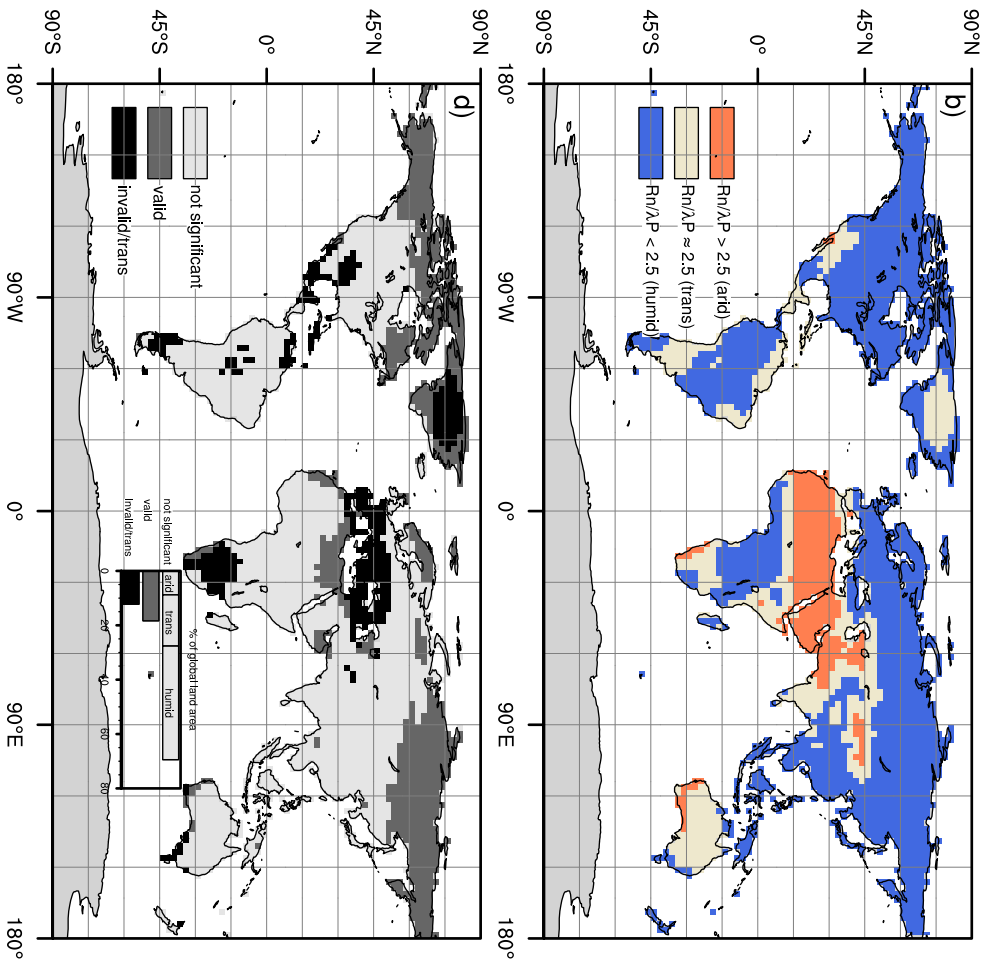 b)
90°N
45°N
0°
45°S
90°S
Rn/λP > 2.5 (arid)
Rn/λP ≈ 2.5 (trans)
Rn/λP < 2.5 (humid)
180°
90°W
0°
90°E
180°
d)
90°N
45°N
0°
45°S
90°S
not significant
valid
invalid/trans
% of global land area
not significant
valid
invalid/trans
arid
trans
humid
0
20
40
60
80
180°
90°W
0°
90°E
180°